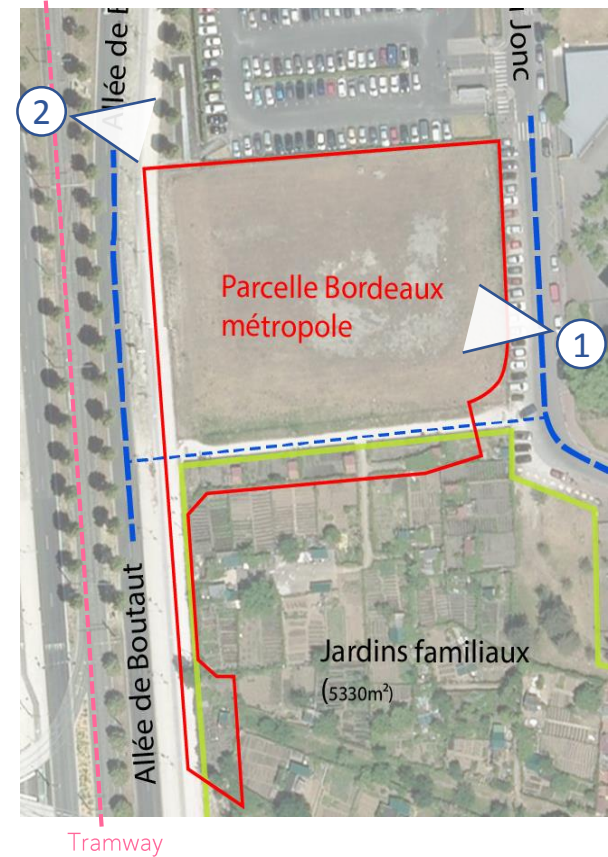 Allée de
Jonc
2
Parcelle Bordeaux
métropole
1
Jardins familiaux
(5330m²)
Allée de Boutaut
Tramway